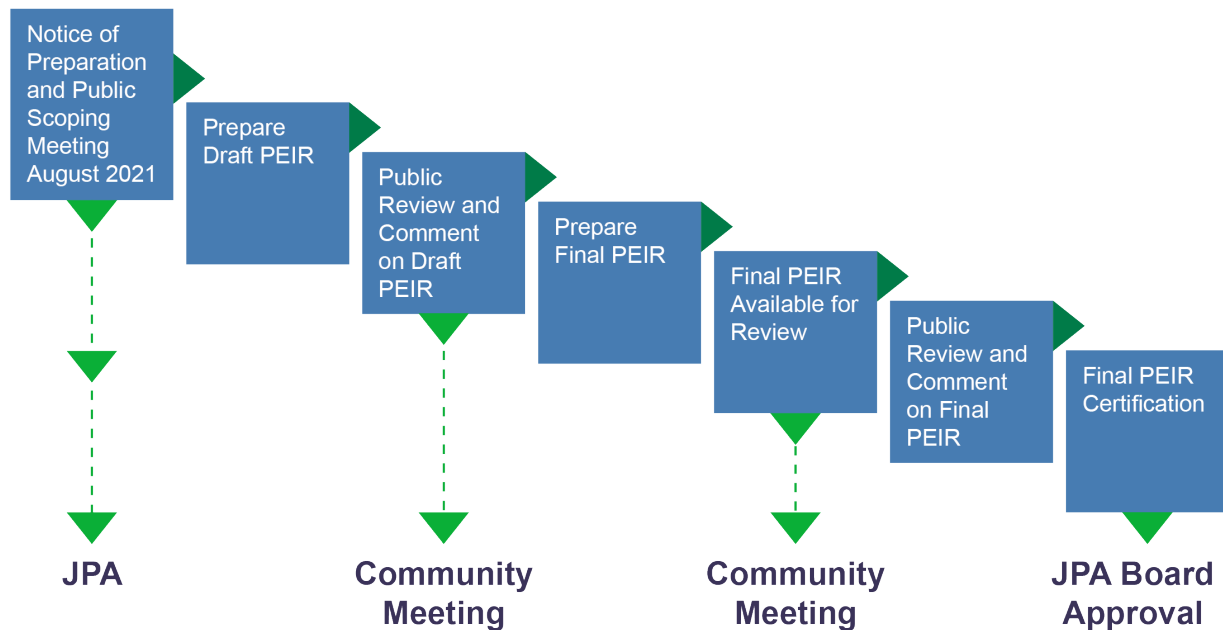 Notice of
Preparation
and Public
Scoping
Meeting
August 2021
Prepare
Draft PEIR
Public
Review and
Comment
on Draft
PEIR
Prepare
Final PEIR
Final PEIR
Available for
Review
Public
Review and
Comment
on Final
PEIR
Final PEIR
Certification
JPA
Community
Meeting
Community
Meeting
JPA Board
Approval